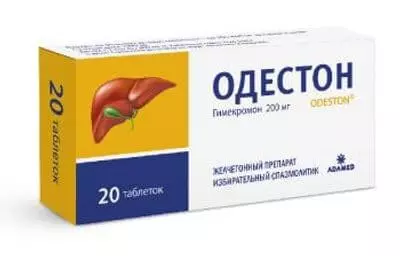 20 таблеток
ОДЕСТОН
Гимекромон 200 мг
ODESTON®
ЖЕЛЧЕГОННЫЙ ПРЕПАРАТ
ИЗБИРАТЕЛЬНЫЙ СПАЗМОЛИТИК
20 таблеток
ADAMED